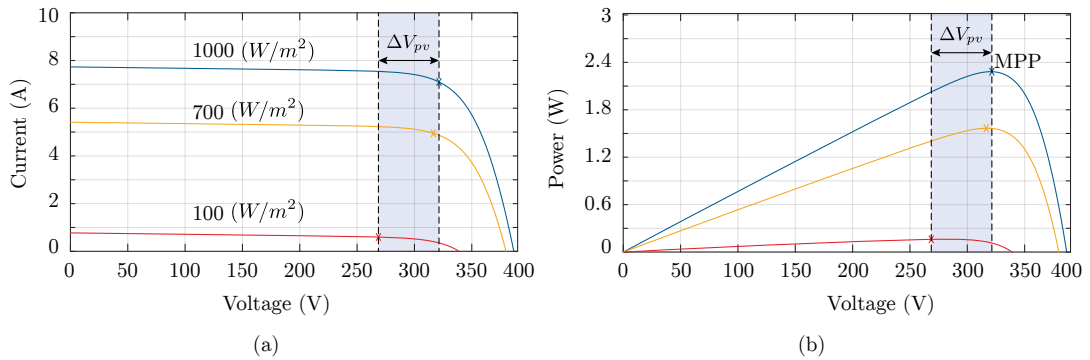 10
8
6
4
2
0
Current (A)
1000 (W/m²)
700 (W/m²)
100 (W/m²)
ΔV_pv
0 50 100 150 200 250 300 350 400
Voltage (V)
(a)
3
2.4
1.8
1.2
0.6
0
Power (W)
ΔV_pv
MPP
0 50 100 150 200 250 300 350 400
Voltage (V)
(b)